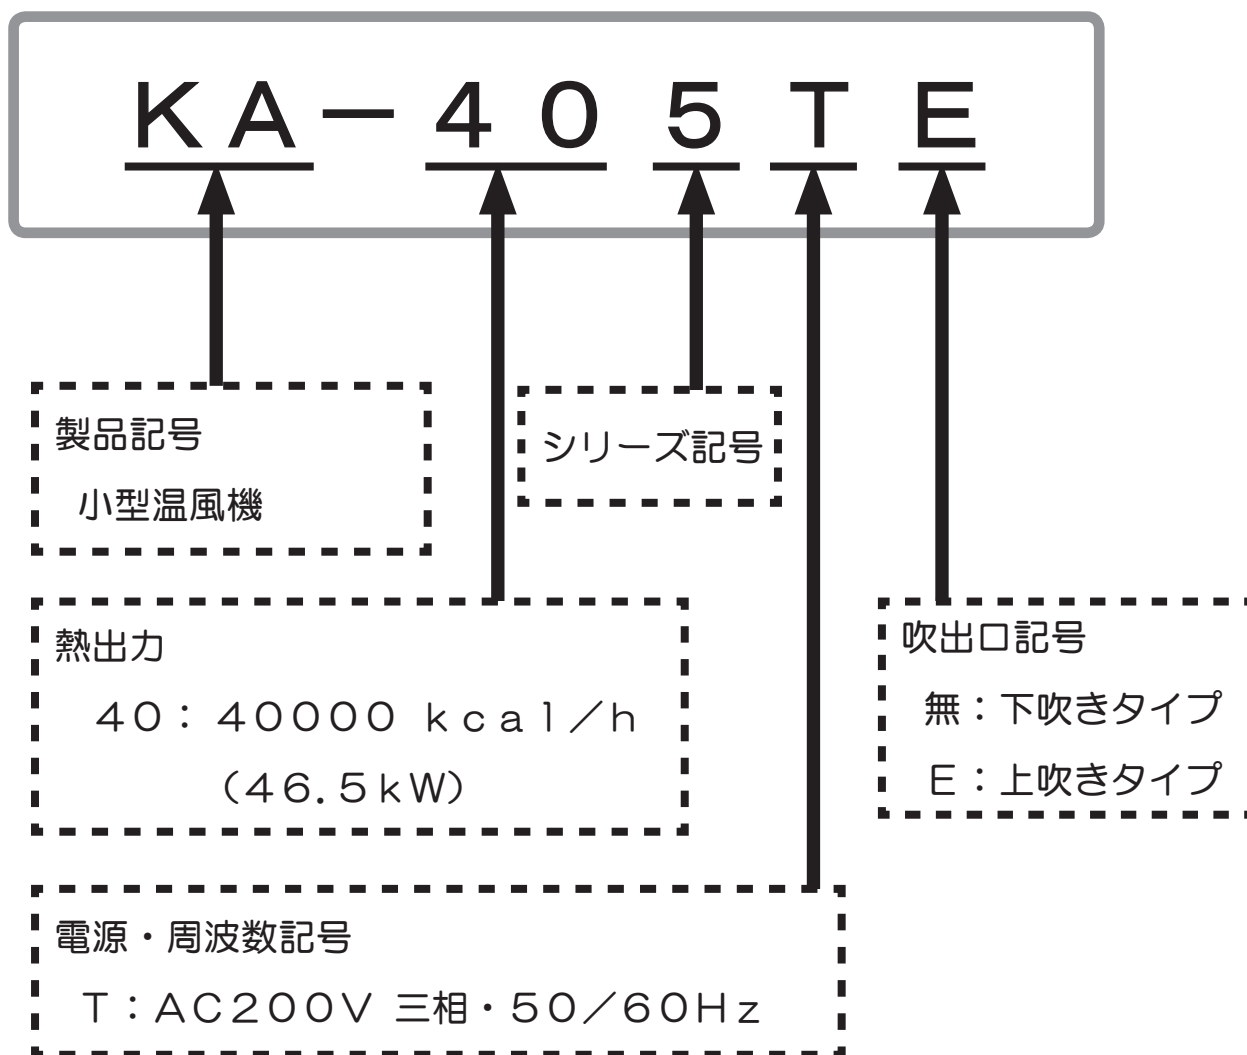 KA-405TE
製品記号
小型温風機
シリーズ記号
熱出力
40:40000 kcal/h
(46.5kW)
吹出口記号
無:下吹きタイプ
E:上吹きタイプ
電源・周波数記号
T:AC200V 三相・50/60Hz